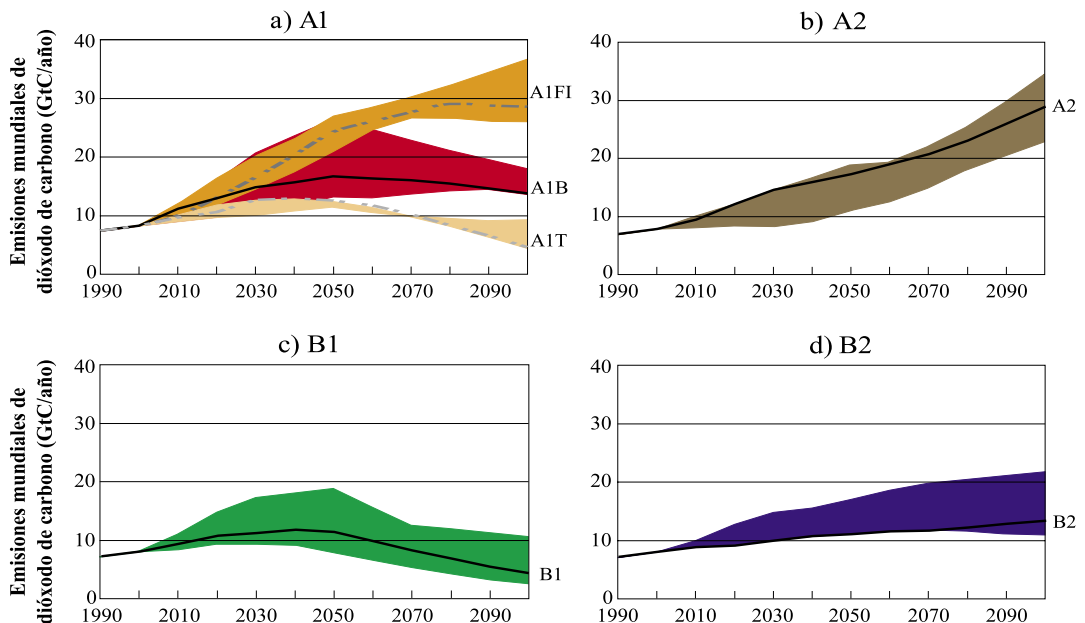 a) A1
Emisiones mundiales de
dióxodo de carbono (GtC/año)
40
30
20
10
0
1990 2010 2030 2050 2070 2090
A1FI
A1B
A1T
b) A2
40
30
20
10
0
1990 2010 2030 2050 2070 2090
A2
c) B1
Emisiones mundiales de
dióxodo de carbono (GtC/año)
40
30
20
10
0
1990 2010 2030 2050 2070 2090
B1
d) B2
40
30
20
10
0
1990 2010 2030 2050 2070 2090
B2